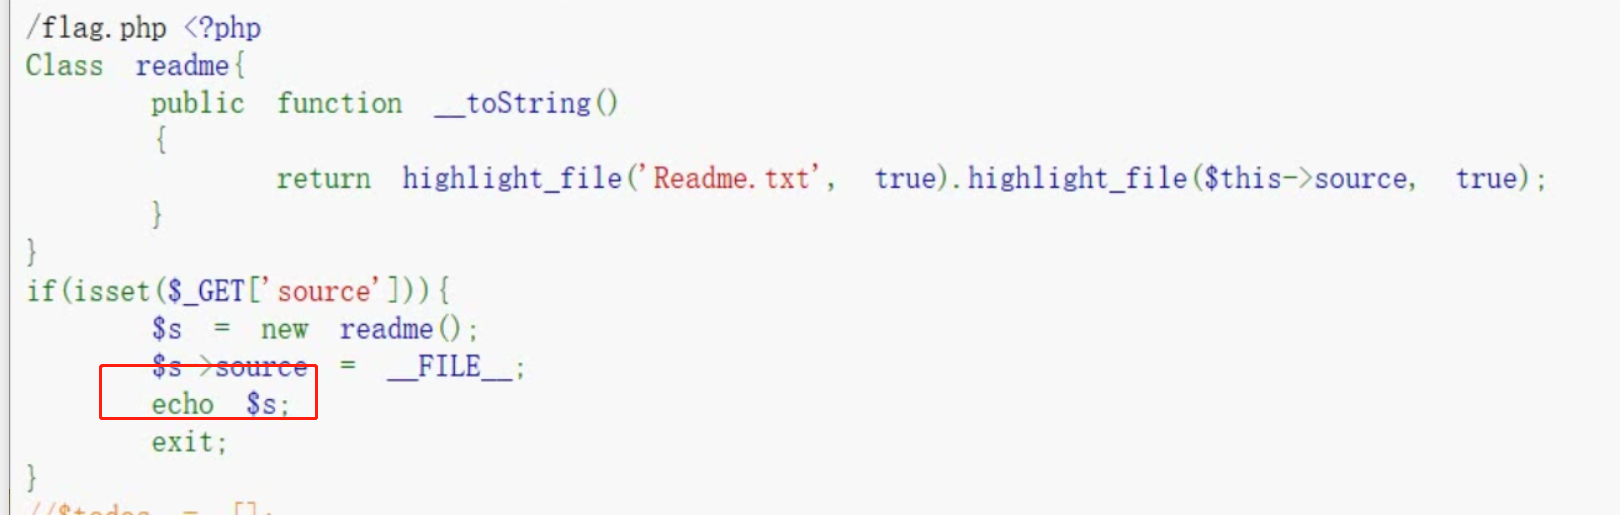 /flag.php <?php
Class readme{
public function __toString()
{
return highlight_file('Readme.txt', true).highlight_file($this->source, true);
}
}
if(isset($_GET['source'])){
$s = new readme();
$s->source = __FILE__;
echo $s;
exit;
}
//$todos = [];